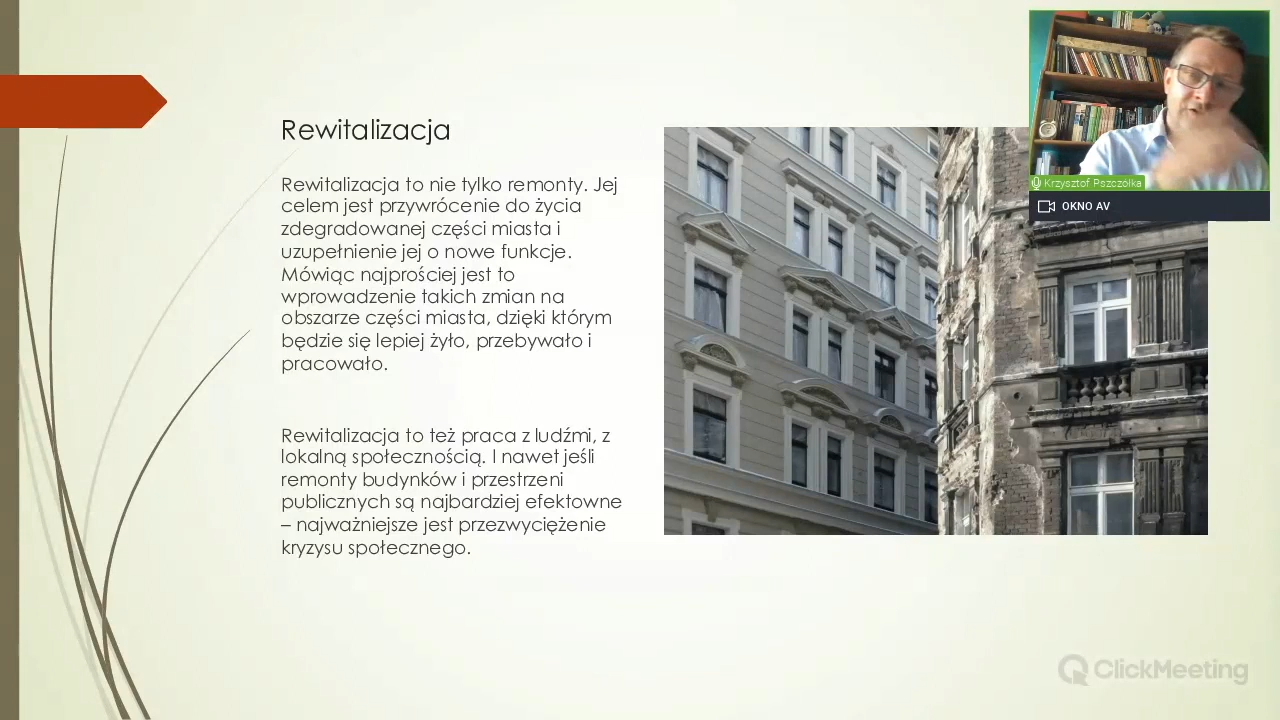 Rewitalizacja
Rewitalizacja to nie tylko remonty. Jej
celem jest przywrócenie do życia
zdegradowanej części miasta i
uzupełnienie jej o nowe funkcje.
Mówiąc najprościej jest to
wprowadzenie takich zmian na
obszarze części miasta, dzięki którym
będzie się lepiej żyło, przebywało i
pracowało.
Rewitalizacja to też praca z ludźmi, z
lokalną społecznością. I nawet jeśli
remonty budynków i przestrzeni
publicznych są najbardziej efektowne
– najważniejsze jest przezwyciężenie
kryzysu społecznego.
Krzysztof Pszczółka
OKNO AV
ClickMeeting